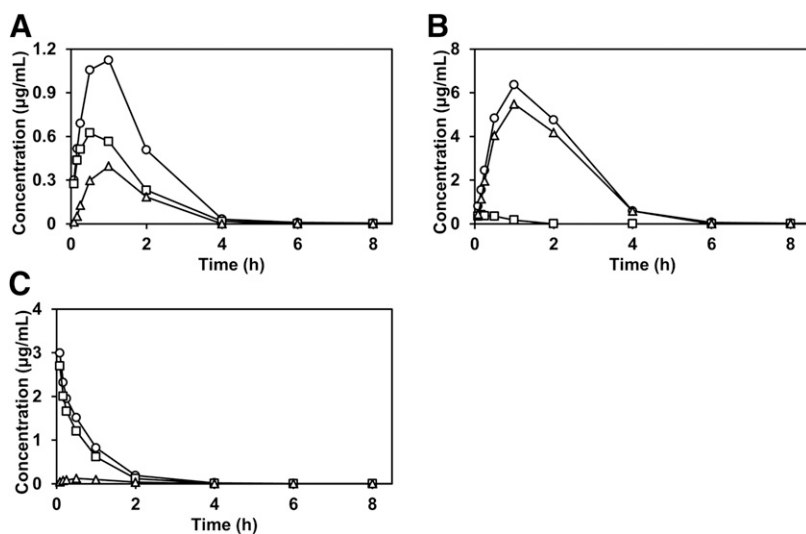 A
Concentration (µg/mL)
1.2
0.9
0.6
0.3
0
0 2 4 6 8
Time (h)
B
Concentration (µg/mL)
8
6
4
2
0
0 2 4 6 8
Time (h)
C
Concentration (µg/mL)
4
3
2
1
0
0 2 4 6 8
Time (h)